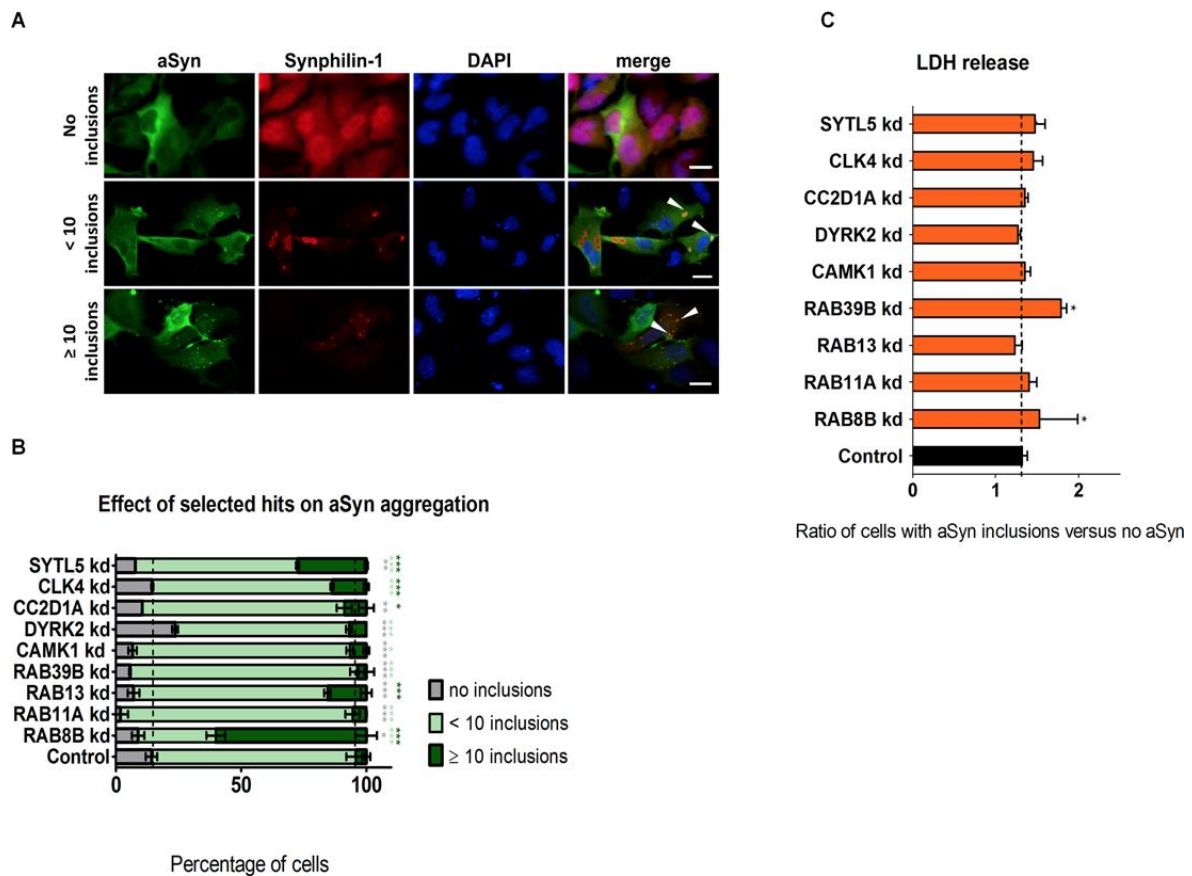 A
aSyn Synphilin-1 DAPI merge
No
inclusions
< 10
inclusions
≥ 10
inclusions
B
Effect of selected hits on aSyn aggregation
SYTL5 kd
CLK4 kd
CC2D1A kd
DYRK2 kd
CAMK1 kd
RAB39B kd
RAB13 kd
RAB11A kd
RAB8B kd
Control
0 50 100
Percentage of cells
no inclusions
< 10 inclusions
≥ 10 inclusions
C
LDH release
SYTL5 kd
CLK4 kd
CC2D1A kd
DYRK2 kd
CAMK1 kd
RAB39B kd *
RAB13 kd
RAB11A kd
RAB8B kd *
Control
0 1 2
Ratio of cells with aSyn inclusions versus no aSyn